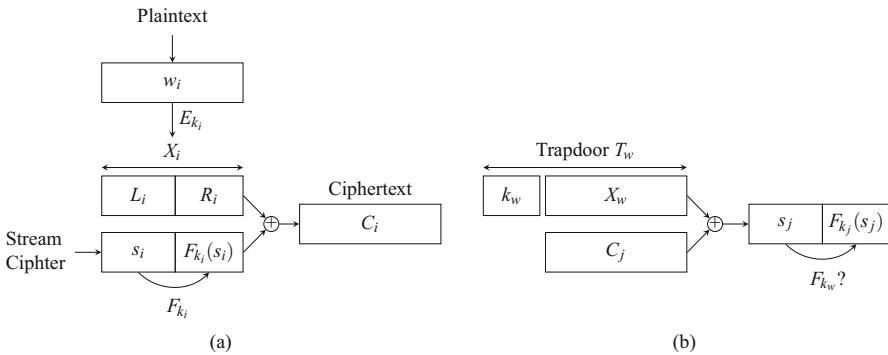 Plaintext
w_i
E_{k_i}
X_i
L_i R_i
Ciphertext
C_i
Stream
Ciphter
s_i F_{k_i}(s_i)
F_{k_i}
(a)
Trapdoor T_w
k_w X_w
C_j
s_j F_{k_j}(s_j)
F_{k_w}?
(b)